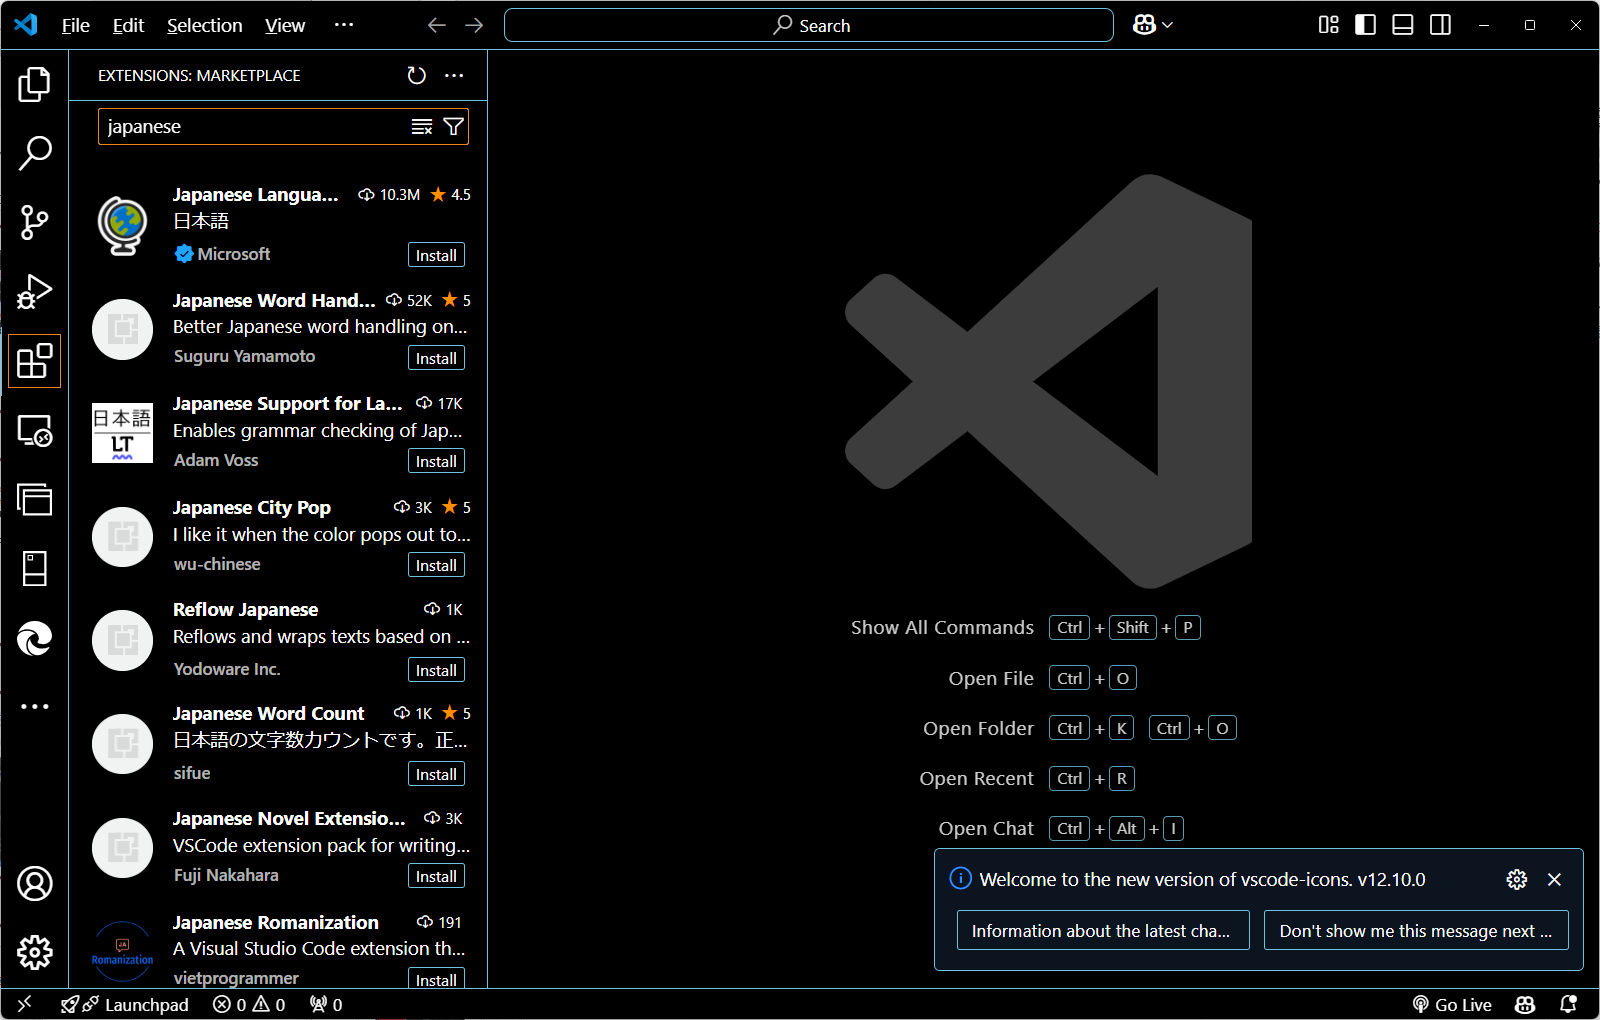 File Edit Selection View ···
Search
EXTENSIONS: MARKETPLACE
japanese
Japanese Langua... 10.3M 4.5
日本語
Microsoft Install
Japanese Word Hand... 52K 5
Better Japanese word handling on...
Suguru Yamamoto Install
日本語
LT
Japanese Support for La... 17K
Enables grammar checking of Jap...
Adam Voss Install
Japanese City Pop 3K 5
I like it when the color pops out to...
wu-chinese Install
Reflow Japanese 1K
Reflows and wraps texts based on ...
Yodoware Inc. Install
Japanese Word Count 1K 5
日本語の文字数カウントです。正...
sifue Install
Japanese Novel Extensio... 3K
VSCode extension pack for writing...
Fuji Nakahara Install
JA
Romanization
Japanese Romanization 191
A Visual Studio Code extension th...
vietprogrammer Install
Show All Commands Ctrl + Shift + P
Open File Ctrl + O
Open Folder Ctrl + K Ctrl + O
Open Recent Ctrl + R
Open Chat Ctrl + Alt + I
Welcome to the new version of vscode-icons. v12.10.0
Information about the latest cha... Don't show me this message next ...
Launchpad 0 0 0 Go Live